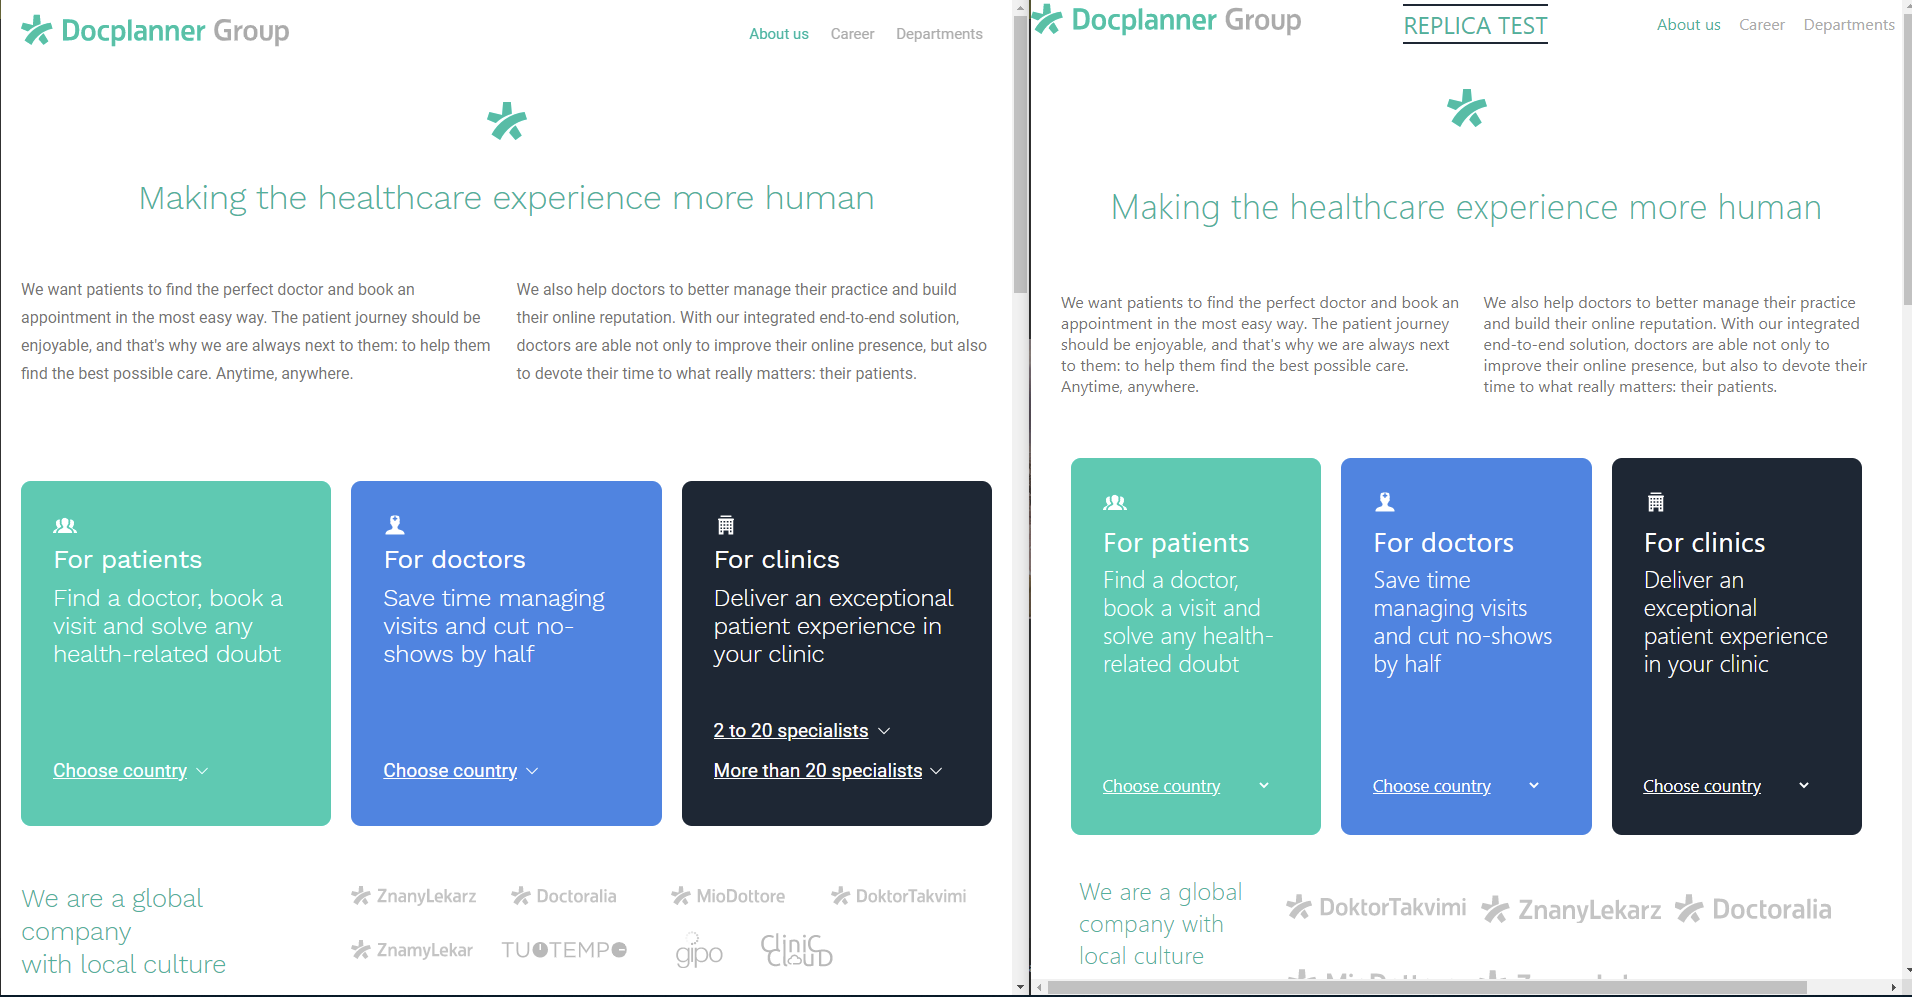 Docplanner Group
About us Career Departments
Making the healthcare experience more human
We want patients to find the perfect doctor and book an
appointment in the most easy way. The patient journey should be
enjoyable, and that's why we are always next to them: to help them
find the best possible care. Anytime, anywhere.
We also help doctors to better manage their practice and build
their online reputation. With our integrated end-to-end solution,
doctors are able not only to improve their online presence, but also
to devote their time to what really matters: their patients.
For patients
Find a doctor, book a
visit and solve any
health-related doubt
Choose country
For doctors
Save time managing
visits and cut no-
shows by half
Choose country
For clinics
Deliver an exceptional
patient experience in
your clinic
2 to 20 specialists
More than 20 specialists
We are a global
company
with local culture
ZnanyLekarz Doctoralia MioDottore DoktorTakvimi
ZnamyLekar TUOTEMPO gipo CliniC CLOUD
Docplanner Group
REPLICA TEST
About us Career Departments
Making the healthcare experience more human
We want patients to find the perfect doctor and book an
appointment in the most easy way. The patient journey
should be enjoyable, and that's why we are always next
to them: to help them find the best possible care.
Anytime, anywhere.
We also help doctors to better manage their practice
and build their online reputation. With our integrated
end-to-end solution, doctors are able not only to
improve their online presence, but also to devote their
time to what really matters: their patients.
For patients
Find a doctor,
book a visit and
solve any health-
related doubt
Choose country
For doctors
Save time
managing visits
and cut no-shows
by half
Choose country
For clinics
Deliver an
exceptional
patient experience
in your clinic
Choose country
We are a global
company with
local culture
DoktorTakvimi ZnanyLekarz Doctoralia
MioDottore